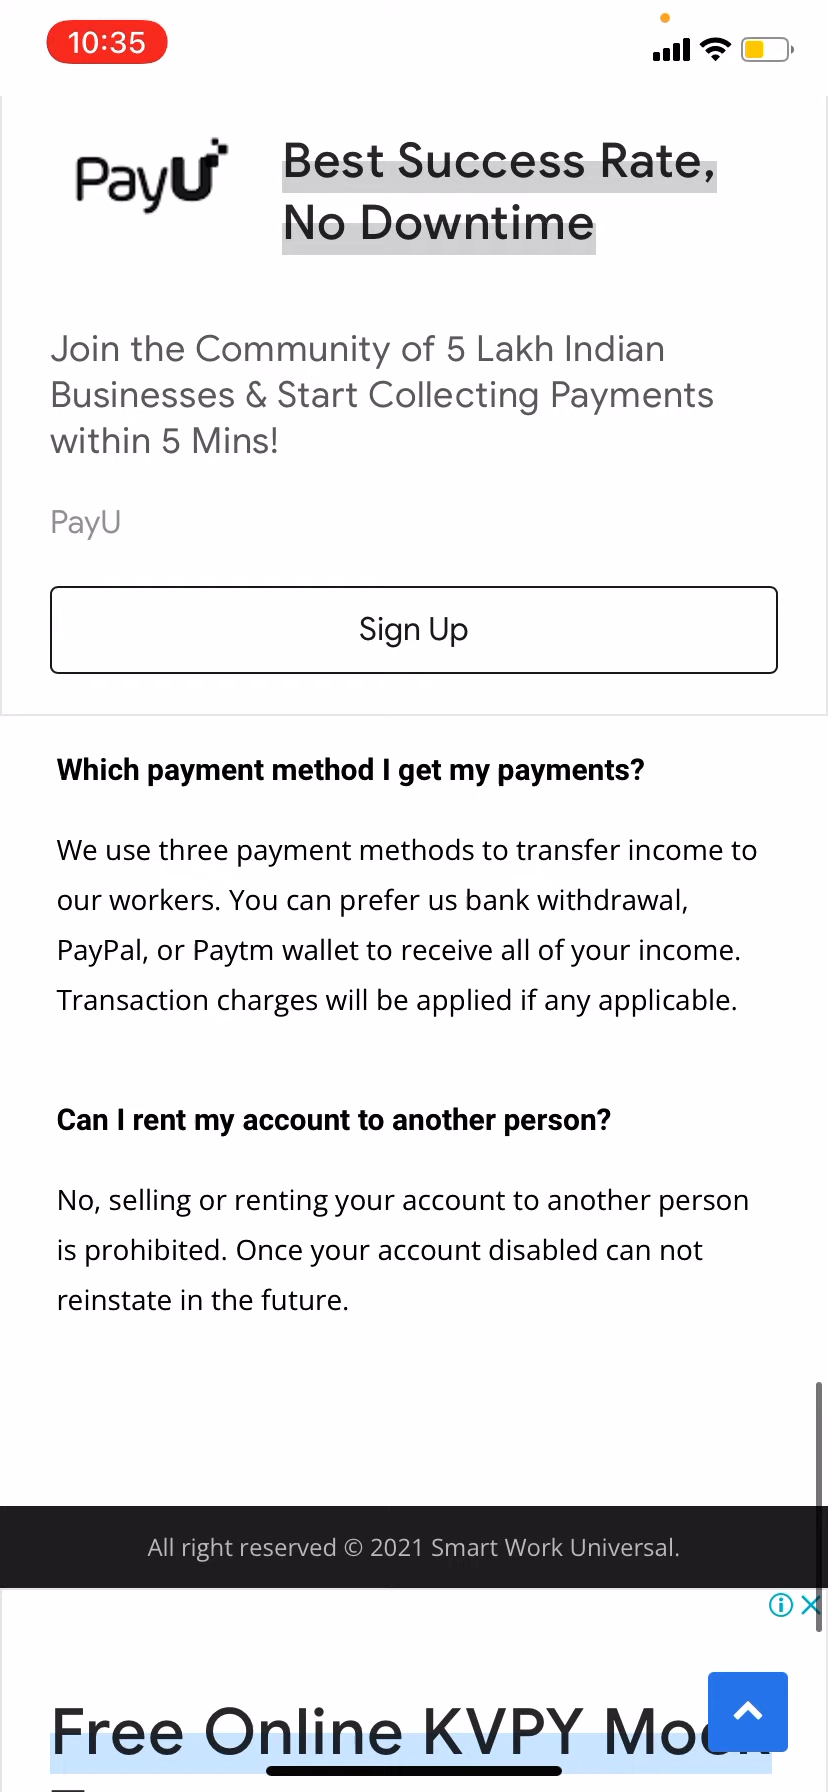 10:35
PayU
Best Success Rate,
No Downtime
Join the Community of 5 Lakh Indian
Businesses & Start Collecting Payments
within 5 Mins!
PayU
Sign Up
Which payment method I get my payments?
We use three payment methods to transfer income to
our workers. You can prefer us bank withdrawal,
PayPal, or Paytm wallet to receive all of your income.
Transaction charges will be applied if any applicable.
Can I rent my account to another person?
No, selling or renting your account to another person
is prohibited. Once your account disabled can not
reinstate in the future.
All right reserved © 2021 Smart Work Universal.
Free Online KVPY